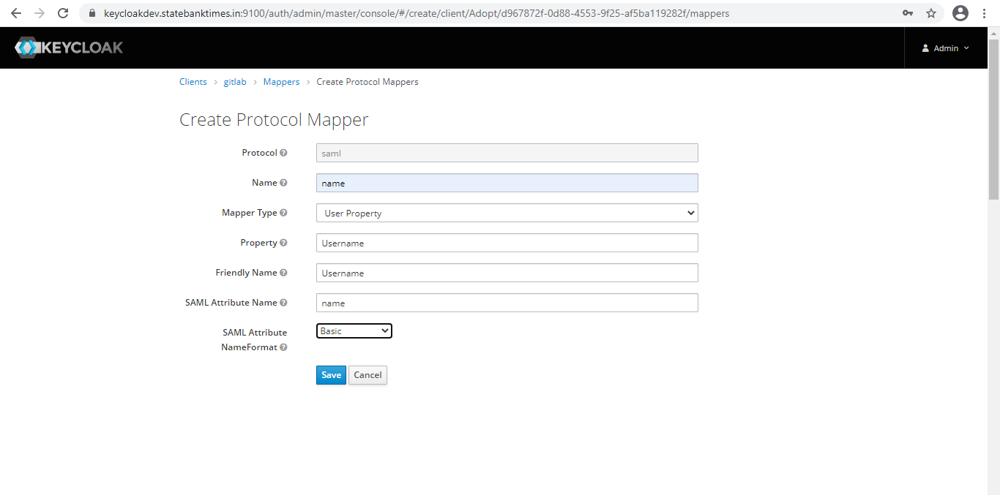 keycloakdev.statebanktimes.in:9100/auth/admin/master/console/#/create/client/Adopt/d967872f-0d88-4553-9f25-af5ba119282f/mappers
KEYCLOAK
Admin
Clients > gitlab > Mappers > Create Protocol Mappers
Create Protocol Mapper
Protocol saml
Name name
Mapper Type User Property
Property Username
Friendly Name Username
SAML Attribute Name name
SAML Attribute NameFormat Basic
Save Cancel